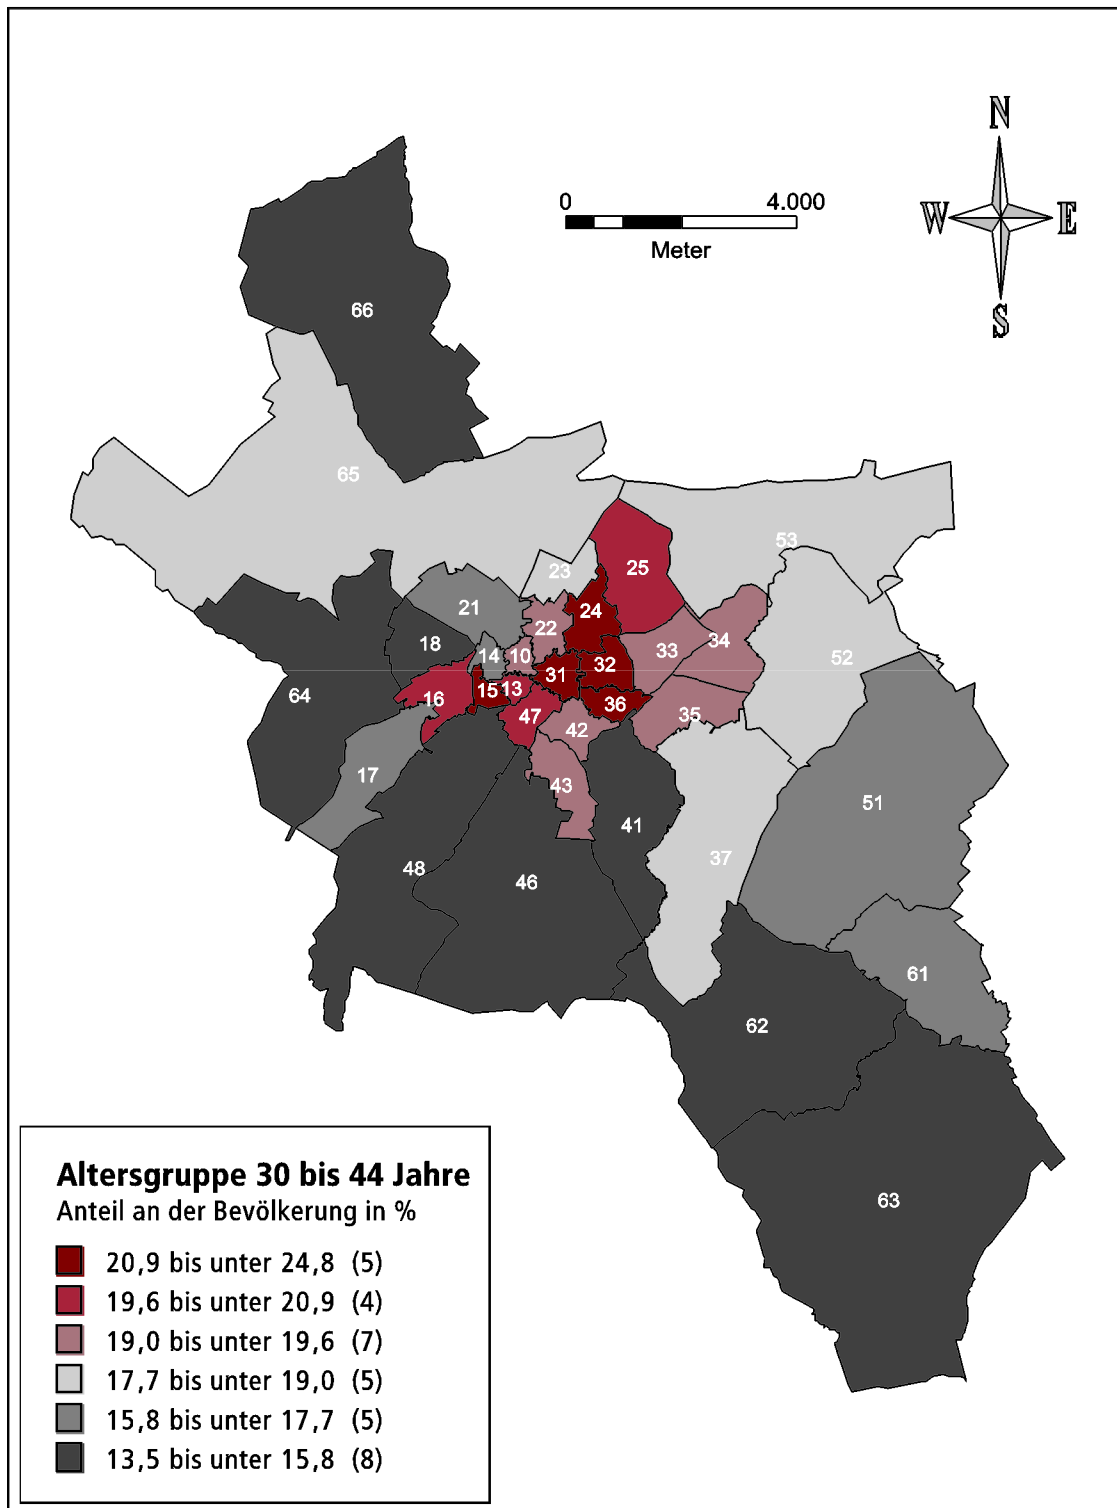 N
0 4.000
W E
Meter
S
66
65
53
25
23
21
24
22
18
33
34
14
10
32
52
31
15
13
64
16
36
47
35
42
17
43
51
41
37
48
46
61
62
63
Altersgruppe 30 bis 44 Jahre
Anteil an der Bevölkerung in %
20,9 bis unter 24,8 (5)
19,6 bis unter 20,9 (4)
19,0 bis unter 19,6 (7)
17,7 bis unter 19,0 (5)
15,8 bis unter 17,7 (5)
13,5 bis unter 15,8 (8)